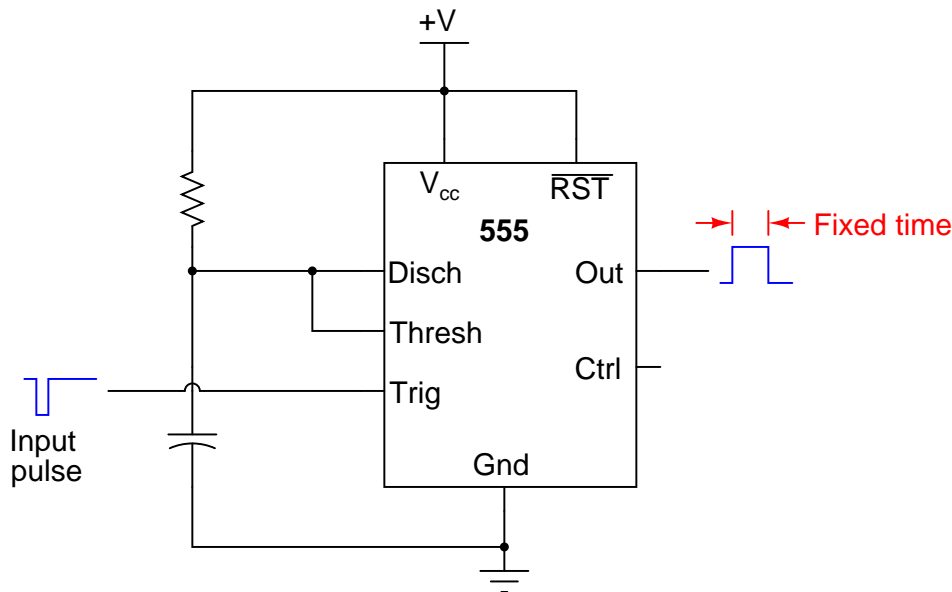 +V
Vcc
RST
555
Fixed time
Disch
Out
Thresh
Ctrl
Trig
Input
pulse
Gnd